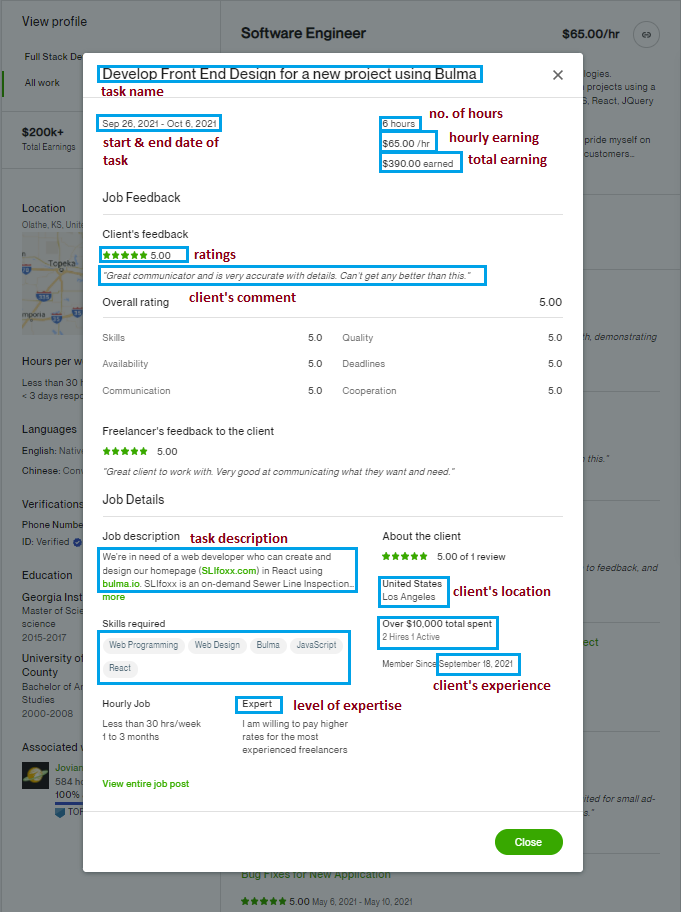 View profile
Software Engineer
$65.00/hr
Full Stack De
All work
$200k+
Total Earnings
Location
Olathe, KS, Unite
Topeka
emporia
Hours per w
Less than 30 h
< 3 days respo
Languages
English: Native
Chinese: Conv
Verifications
Phone Numbe
ID: Verified
Education
Georgia Inst
Master of Scie
science
2015-2017
University of
County
Bachelor of A
Studies
2000-2008
Associated w
Jovian
584 h
100%
TOP
logies.
projects using a
S, React, JQuery
pride myself on
customers...
th, demonstrating
this."
to feedback, and
ect
ited for small ad-
s."
Develop Front End Design for a new project using Bulma
task name
Sep 26, 2021 - Oct 6, 2021
start & end date of
task
6 hours
no. of hours
$65.00 /hr
hourly earning
$390.00 earned
total earning
Job Feedback
Client's feedback
5.00
ratings
"Great communicator and is very accurate with details. Can't get any better than this."
client's comment
Overall rating 5.00
Skills 5.0 Quality 5.0
Availability 5.0 Deadlines 5.0
Communication 5.0 Cooperation 5.0
Freelancer's feedback to the client
5.00
"Great client to work with. Very good at communicating what they want and need."
Job Details
Job description
task description
We're in need of a web developer who can create and
design our homepage (SLIfoxx.com) in React using
bulma.io. SLIfoxx is an on-demand Sewer Line Inspection...
more
About the client
5.00 of 1 review
United States
Los Angeles
client's location
Over $10,000 total spent
2 Hires 1 Active
Member Since September 18, 2021
client's experience
Skills required
Web Programming Web Design Bulma JavaScript
React
Hourly Job
Less than 30 hrs/week
1 to 3 months
Expert
level of expertise
I am willing to pay higher
rates for the most
experienced freelancers
View entire job post
Close
Bug Fixes for New Application
5.00 May 6, 2021 - May 10, 2021